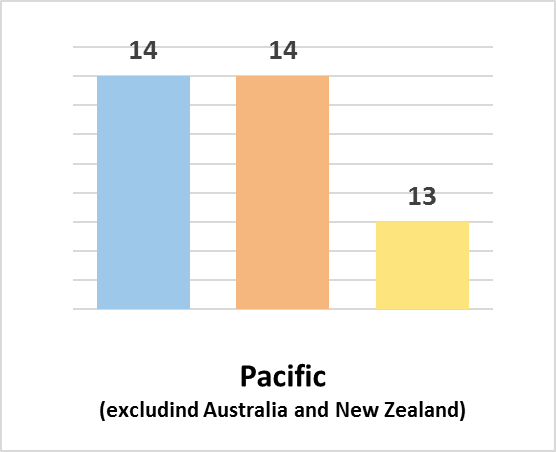 14 14
13
Pacific
(excludind Australia and New Zealand)